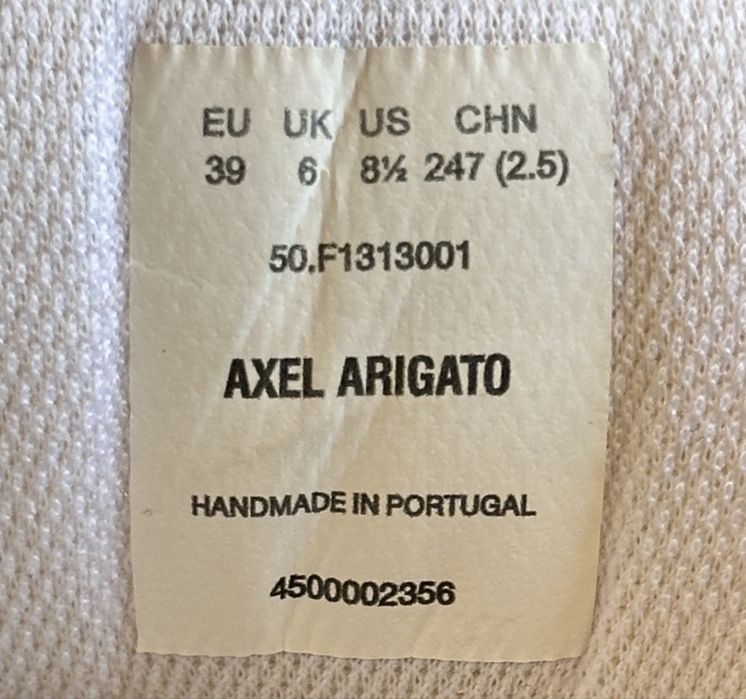 EU UK US CHN
39 6 8½ 247 (2.5)
50.F1313001
AXEL ARIGATO
HANDMADE IN PORTUGAL
4500002356